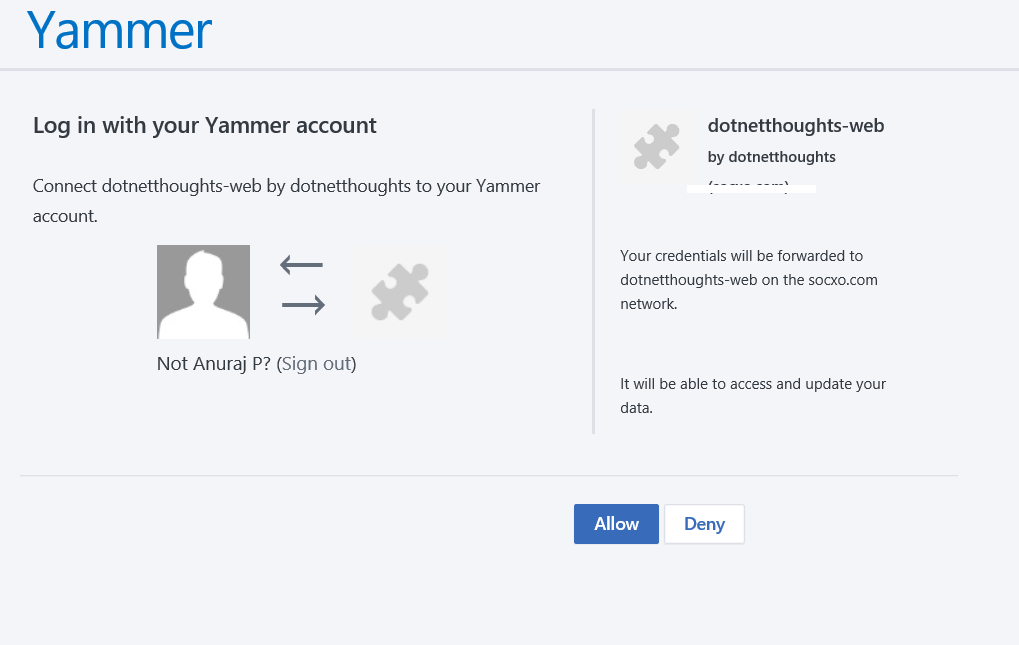 Yammer
Log in with your Yammer account
Connect dotnetthoughts-web by dotnetthoughts to your Yammer
account.
Not Anuraj P? (Sign out)
dotnetthoughts-web
by dotnetthoughts
Your credentials will be forwarded to
dotnetthoughts-web on the socxo.com
network.
It will be able to access and update your
data.
Allow
Deny